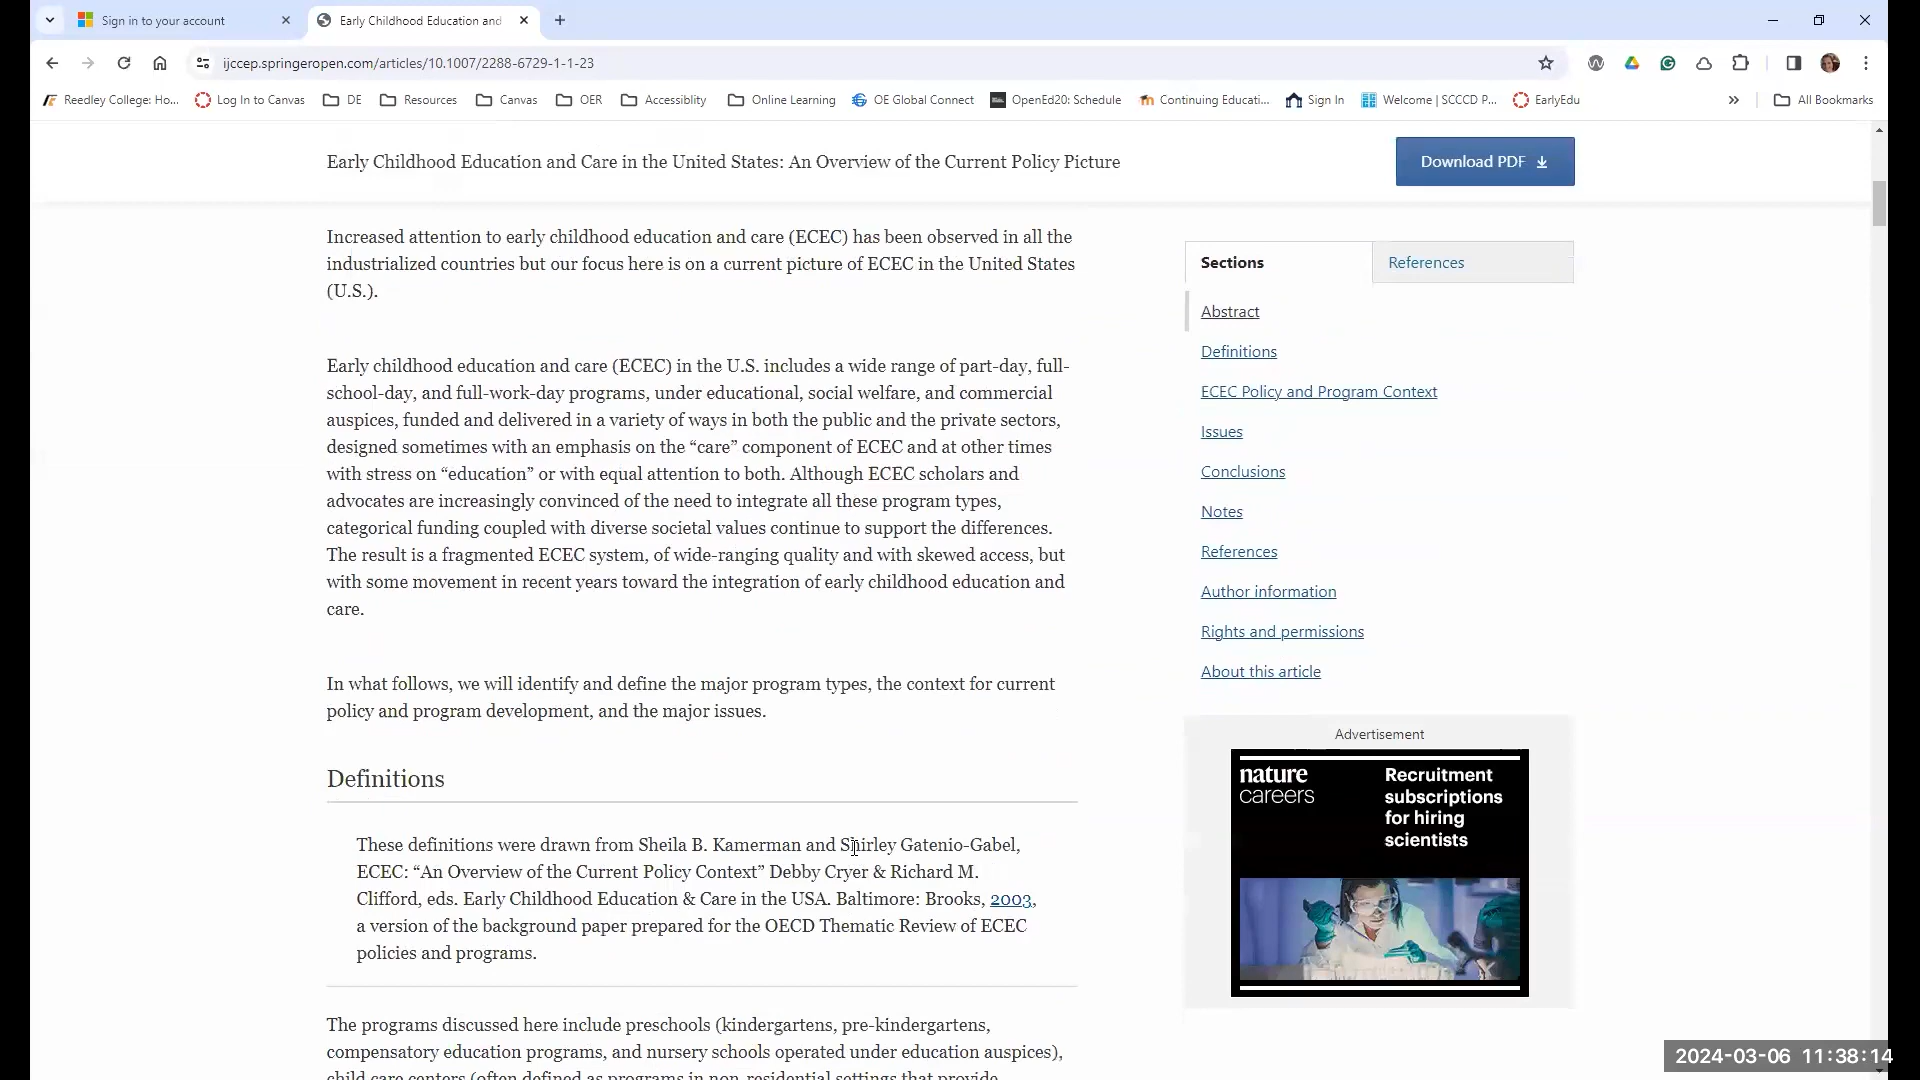 Sign in to your account
Early Childhood Education and
ijccep.springeropen.com/articles/10.1007/2288-6729-1-1-23
Reedley College: Ho...
Log In to Canvas
DE
Resources
Canvas
OER
Accessiblity
Online Learning
OE Global Connect
OpenEd20: Schedule
Continuing Educati...
Sign In
Welcome | SCCCD P...
EarlyEdu
»
All Bookmarks
Early Childhood Education and Care in the United States: An Overview of the Current Policy Picture
Download PDF
Increased attention to early childhood education and care (ECEC) has been observed in all the
industrialized countries but our focus here is on a current picture of ECEC in the United States
(U.S.).
Early childhood education and care (ECEC) in the U.S. includes a wide range of part-day, full-
school-day, and full-work-day programs, under educational, social welfare, and commercial
auspices, funded and delivered in a variety of ways in both the public and the private sectors,
designed sometimes with an emphasis on the “care” component of ECEC and at other times
with stress on “education” or with equal attention to both. Although ECEC scholars and
advocates are increasingly convinced of the need to integrate all these program types,
categorical funding coupled with diverse societal values continue to support the differences.
The result is a fragmented ECEC system, of wide-ranging quality and with skewed access, but
with some movement in recent years toward the integration of early childhood education and
care.
In what follows, we will identify and define the major program types, the context for current
policy and program development, and the major issues.
Definitions
These definitions were drawn from Sheila B. Kamerman and Shirley Gatenio-Gabel,
ECEC: “An Overview of the Current Policy Context” Debby Cryer & Richard M.
Clifford, eds. Early Childhood Education & Care in the USA. Baltimore: Brooks, 2003,
a version of the background paper prepared for the OECD Thematic Review of ECEC
policies and programs.
The programs discussed here include preschools (kindergartens, pre-kindergartens,
compensatory education programs, and nursery schools operated under education auspices),
child care centers (often defined as programs in non-residential settings that provide
Sections
References
Abstract
Definitions
ECEC Policy and Program Context
Issues
Conclusions
Notes
References
Author information
Rights and permissions
About this article
Advertisement
nature
careers
Recruitment
subscriptions
for hiring
scientists
2024-03-06 11:38:14